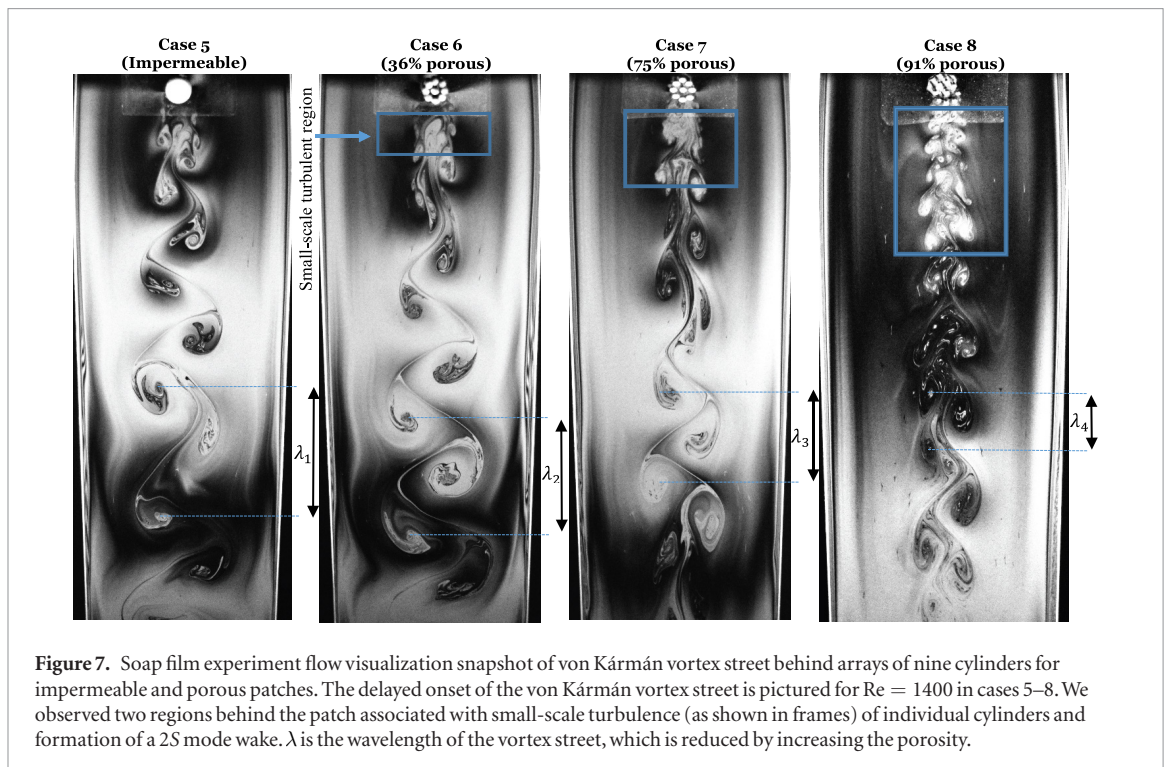 Case 5
(Impermeable)
Case 6
(36% porous)
Case 7
(75% porous)
Case 8
(91% porous)
Small-scale turbulent region
λ1
λ2
λ3
λ4
Figure 7. Soap film experiment flow visualization snapshot of von Kármán vortex street behind arrays of nine cylinders for
impermeable and porous patches. The delayed onset of the von Kármán vortex street is pictured for Re = 1400 in cases 5–8. We
observed two regions behind the patch associated with small-scale turbulence (as shown in frames) of individual cylinders and
formation of a 2S mode wake. λ is the wavelength of the vortex street, which is reduced by increasing the porosity.